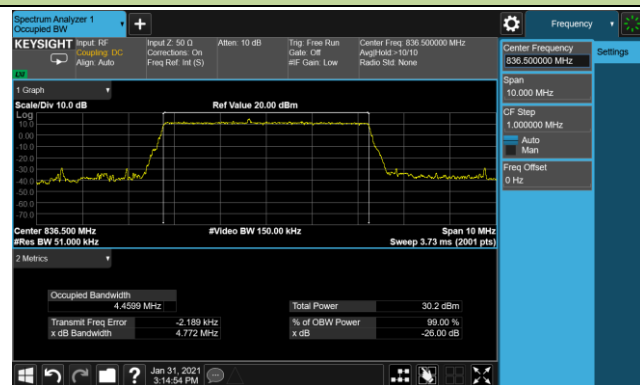 Spectrum Analyzer 1
Occupied BW
Frequency
KEYSIGHT
Input: RF
Coupling: DC
Align: Auto
Input Z: 50 Ω
Corrections: On
Freq Ref: Int (S)
Atten: 10 dB
Trig: Free Run
Gate: Off
#IF Gain: Low
Center Freq: 836.500000 MHz
Avg|Hold:>10/10
Radio Std: None
Center Frequency
836.500000 MHz
Settings
Span
10.000 MHz
CF Step
1.000000 MHz
Auto
Man
Freq Offset
0 Hz
1 Graph
Scale/Div 10.0 dB
Ref Value 20.00 dBm
Log
10.0
0.00
-10.0
-20.0
-30.0
-40.0
-50.0
-60.0
-70.0
Center 836.500 MHz
#Video BW 150.00 kHz
Span 10 MHz
#Res BW 51.000 kHz
Sweep 3.73 ms (2001 pts)
2 Metrics
Occupied Bandwidth
4.4599 MHz
Total Power
30.2 dBm
Transmit Freq Error
-2.189 kHz
% of OBW Power
99.00 %
x dB Bandwidth
4.772 MHz
x dB
-26.00 dB
?
Jan 31, 2021
3:14:54 PM